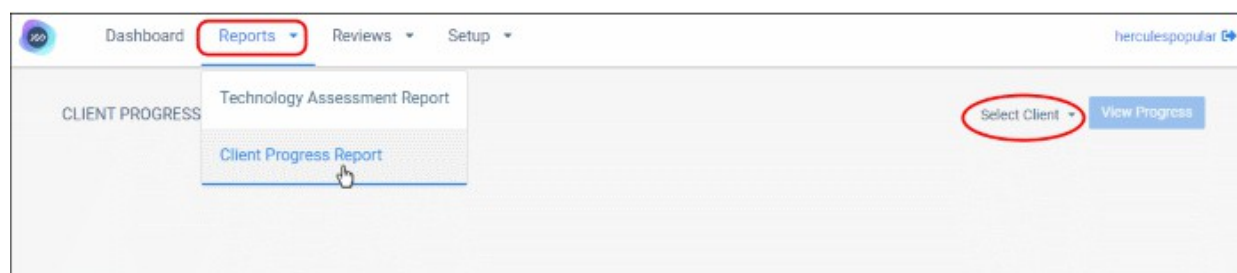 Dashboard Reports Reviews Setup herculespopular
Technology Assessment Report
CLIENT PROGRESS Select Client View Progress
Client Progress Report